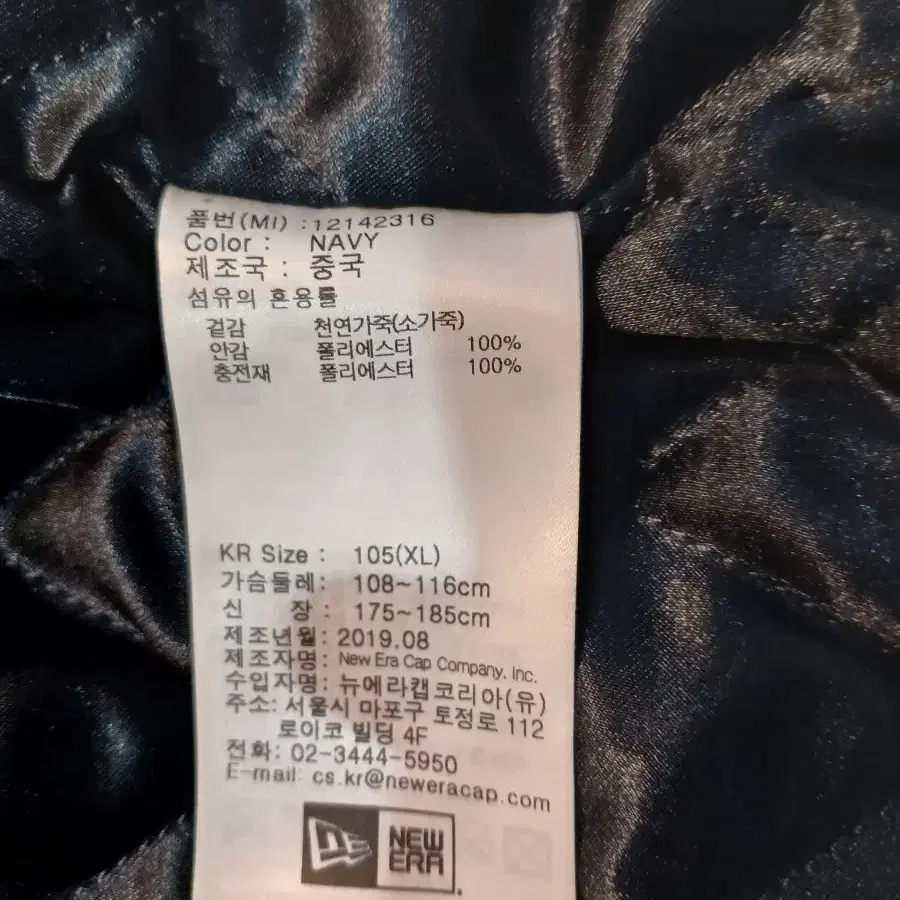 품번(MI) :12142316
Color : NAVY
제조국 : 중국
섬유의 혼용률
겉감 천연가죽(소가죽)
안감 폴리에스터 100%
충전재 폴리에스터 100%
KR Size : 105(XL)
가슴둘레: 108~116cm
신 장: 175~185cm
제조년월: 2019.08
제조자명: New Era Cap Company, Inc.
수입자명: 뉴에라캡코리아(유)
주소: 서울시 마포구 토정로 112
로이코 빌딩 4F
전화: 02-3444-5950
E-mail: cs.kr@neweracap.com
NEW
ERA